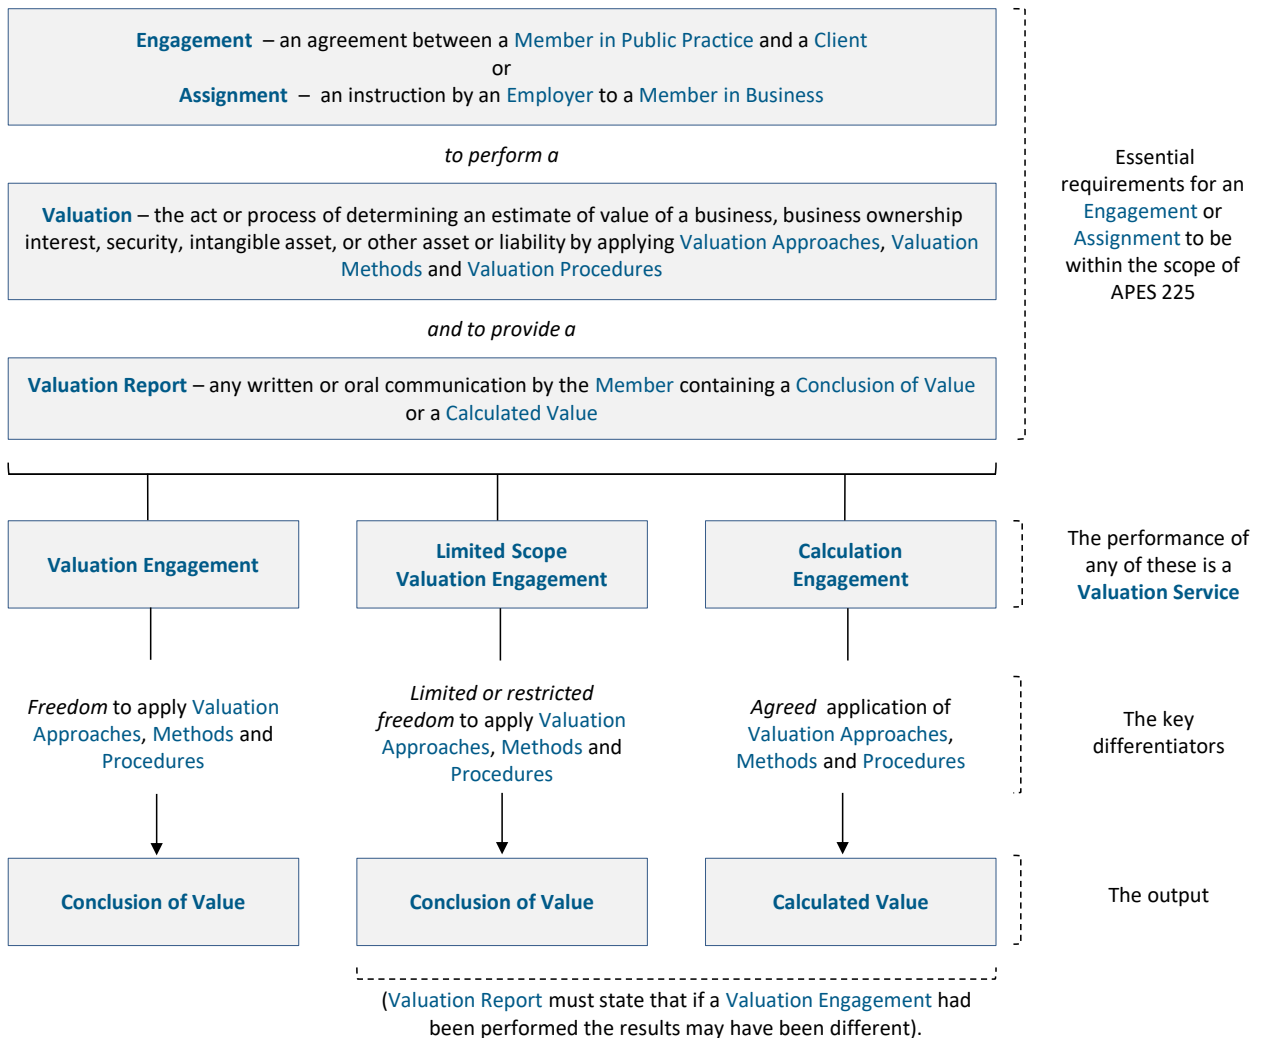 Engagement – an agreement between a Member in Public Practice and a Client
or
Assignment – an instruction by an Employer to a Member in Business
to perform a
Valuation – the act or process of determining an estimate of value of a business, business ownership
interest, security, intangible asset, or other asset or liability by applying Valuation Approaches, Valuation
Methods and Valuation Procedures
and to provide a
Valuation Report – any written or oral communication by the Member containing a Conclusion of Value
or a Calculated Value
Essential
requirements for an
Engagement or
Assignment to be
within the scope of
APES 225
Valuation Engagement
Limited Scope
Valuation Engagement
Calculation
Engagement
The performance of
any of these is a
Valuation Service
Freedom to apply Valuation
Approaches, Methods and
Procedures
Limited or restricted
freedom to apply Valuation
Approaches, Methods and
Procedures
Agreed application of
Valuation Approaches,
Methods and Procedures
The key
differentiators
Conclusion of Value
Conclusion of Value
Calculated Value
The output
(Valuation Report must state that if a Valuation Engagement had
been performed the results may have been different).